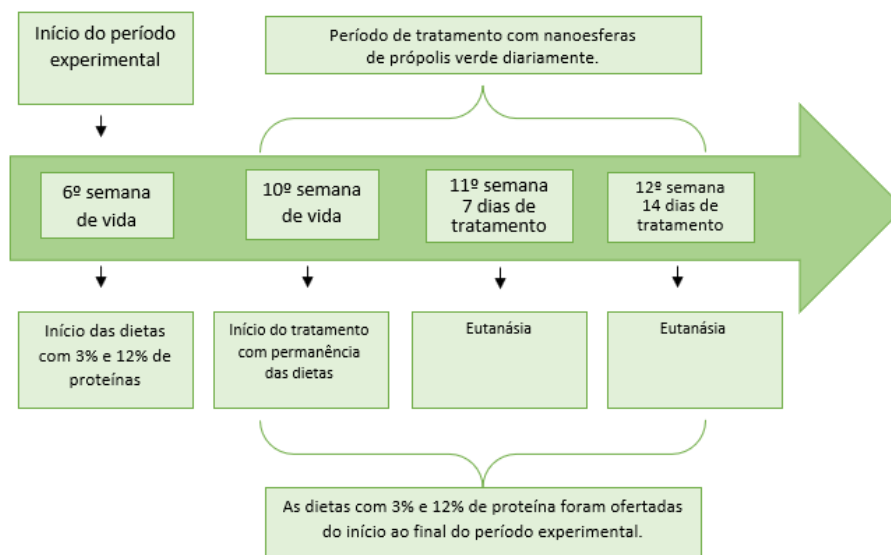 Início do período
experimental
Período de tratamento com nanoesferas
de própolis verde diariamente.
6º semana
de vida
10º semana
de vida
11º semana
7 dias de
tratamento
12º semana
14 dias de
tratamento
Início das dietas
com 3% e 12% de
proteínas
Início do tratamento
com permanência
das dietas
Eutanásia
Eutanásia
As dietas com 3% e 12% de proteína foram ofertadas
do início ao final do período experimental.